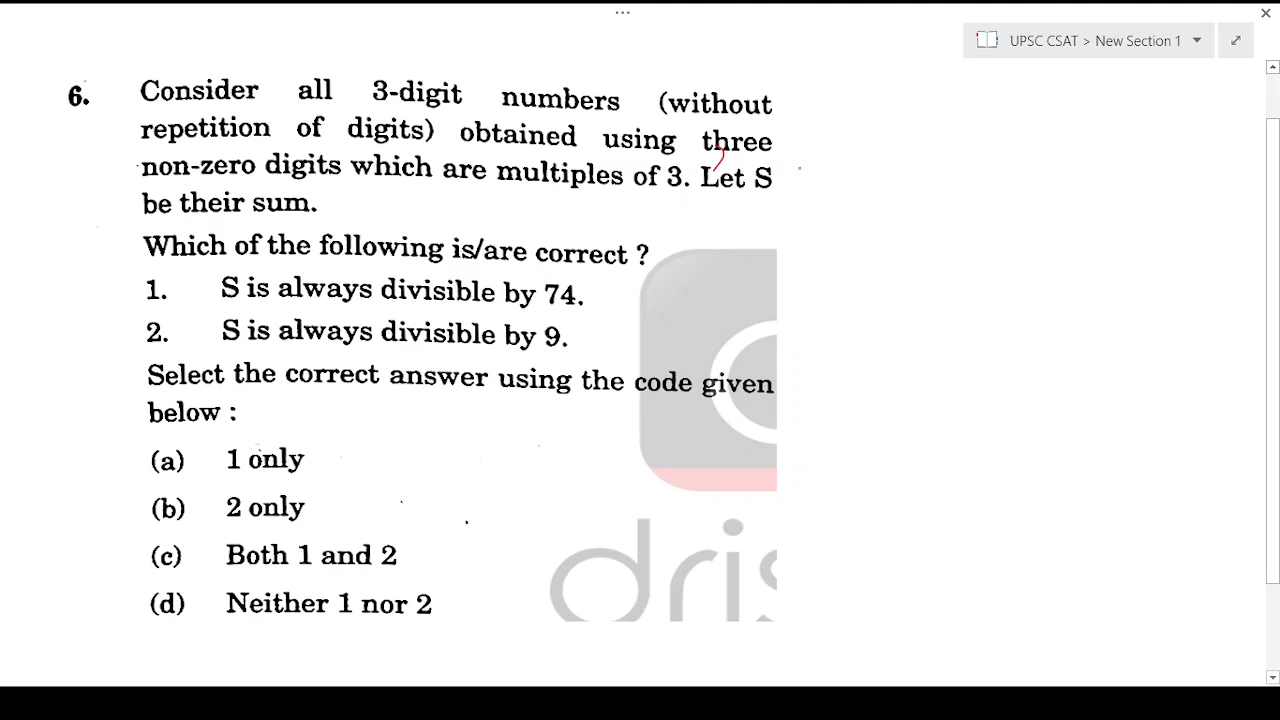 ...
UPSC CSAT > New Section 1
6. Consider all 3-digit numbers (without
repetition of digits) obtained using three
non-zero digits which are multiples of 3. Let S
be their sum.
Which of the following is/are correct ?
1. S is always divisible by 74.
2. S is always divisible by 9.
Select the correct answer using the code given
below :
(a) 1 only
(b) 2 only
(c) Both 1 and 2
(d) Neither 1 nor 2
dris